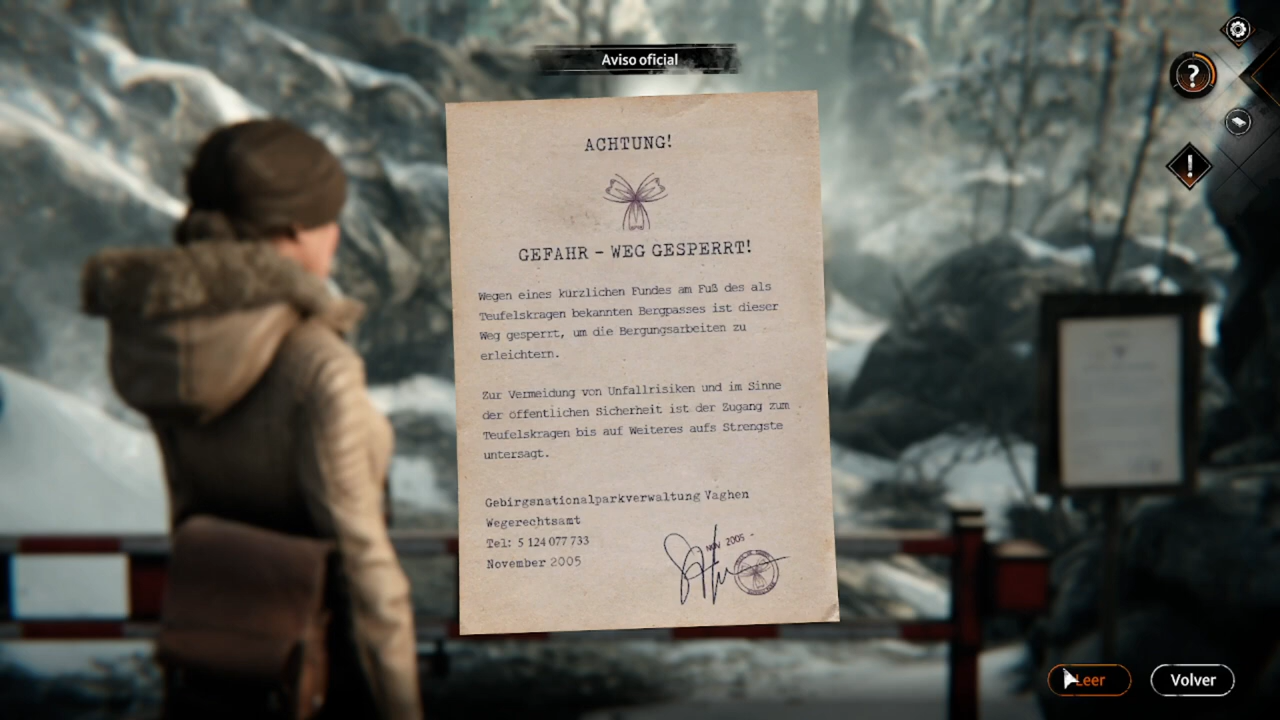 Aviso oficial
ACHTUNG!
GEFAHR - WEG GESPERRT!
Wegen eines kürzlichen Fundes am Fuß des als
Teufelskragen bekannten Bergpasses ist dieser
Weg gesperrt, um die Bergungsarbeiten zu
erleichtern.
Zur Vermeidung von Unfallrisiken und im Sinne
der öffentlichen Sicherheit ist der Zugang zum
Teufelskragen bis auf Weiteres aufs Strengste
untersagt.
Gebirgsnationalparkverwaltung Vaghen
Wegerechtsamt
Tel: 5 124 077 733
November 2005
NOV 2005
Leer
Volver